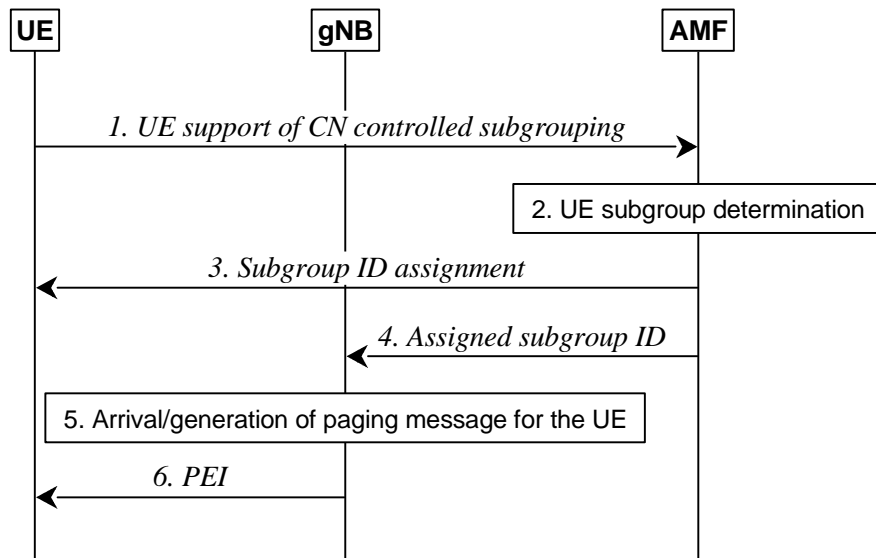 UE
gNB
AMF
1. UE support of CN controlled subgrouping
2. UE subgroup determination
3. Subgroup ID assignment
4. Assigned subgroup ID
5. Arrival/generation of paging message for the UE
6. PEI